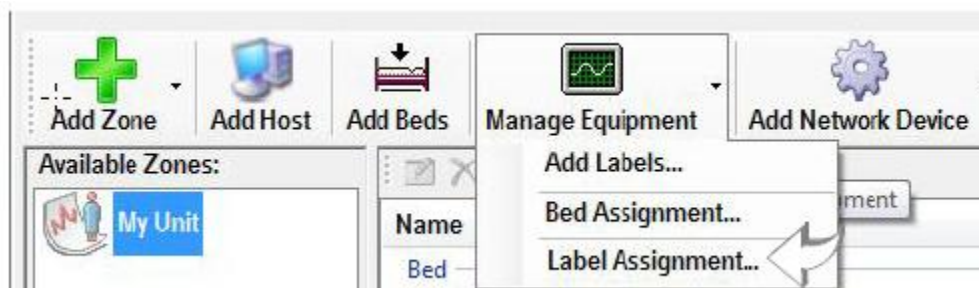 Add Zone Add Host Add Beds Manage Equipment Add Network Device
Available Zones:
Add Labels...
My Unit
Name
Bed Assignment...
Bed
Label Assignment...